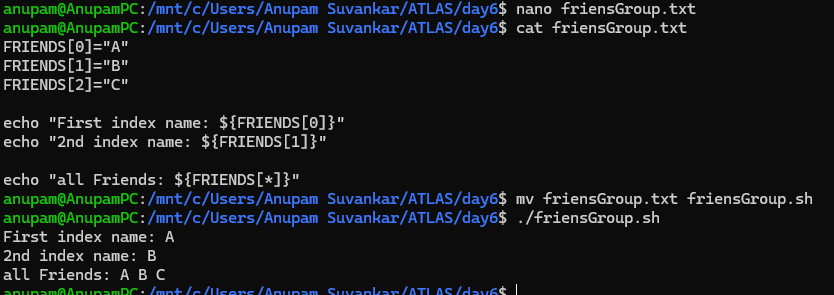 anupam@AnupamPC:/mnt/c/Users/Anupam Suvankar/ATLAS/day6$ nano friensGroup.txt
anupam@AnupamPC:/mnt/c/Users/Anupam Suvankar/ATLAS/day6$ cat friensGroup.txt
FRIENDS[0]="A"
FRIENDS[1]="B"
FRIENDS[2]="C"
echo "First index name: ${FRIENDS[0]}"
echo "2nd index name: ${FRIENDS[1]}"
echo "all Friends: ${FRIENDS[*]}"
anupam@AnupamPC:/mnt/c/Users/Anupam Suvankar/ATLAS/day6$ mv friensGroup.txt friensGroup.sh
anupam@AnupamPC:/mnt/c/Users/Anupam Suvankar/ATLAS/day6$ ./friensGroup.sh
First index name: A
2nd index name: B
all Friends: A B C
anupam@AnupamPC:/mnt/c/Users/Anupam Suvankar/ATLAS/day6$